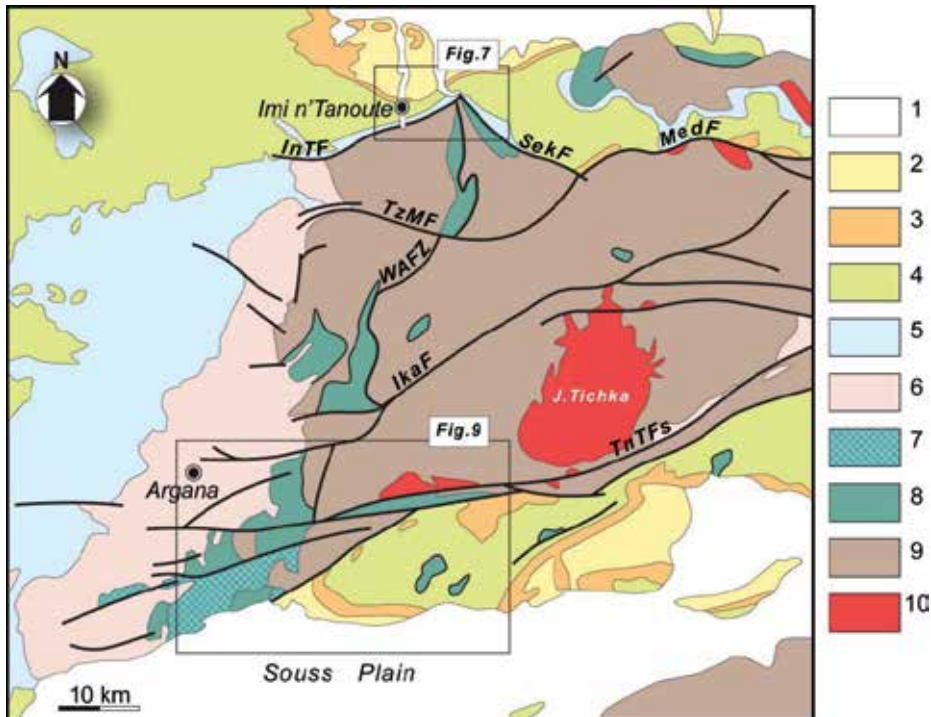 N
Fig.7
Imi n'Tanoute
InTF
SekF
MedF
TzMF
WAFZ
IkaF
J.Tichka
TnTFs
Fig.9
Argana
Souss Plain
10 km
1
2
3
4
5
6
7
8
9
10